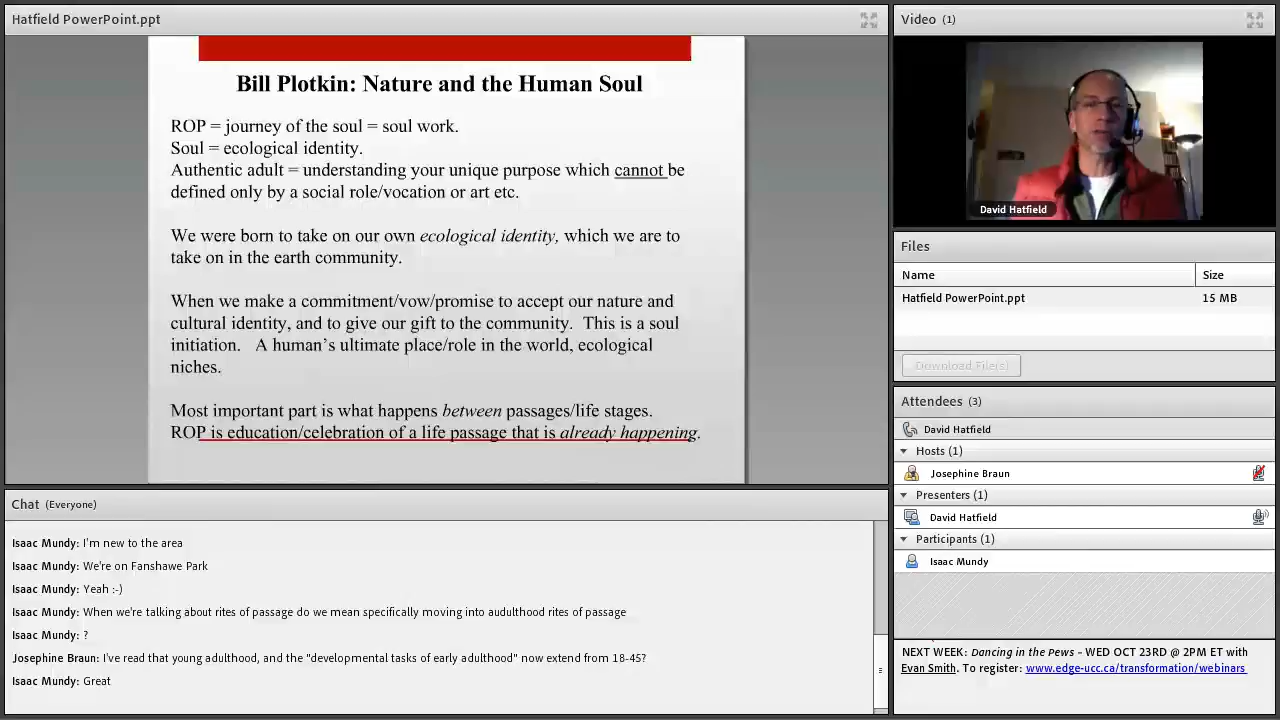 Hatfield PowerPoint.ppt
Bill Plotkin: Nature and the Human Soul
ROP = journey of the soul = soul work.
Soul = ecological identity.
Authentic adult = understanding your unique purpose which cannot be
defined only by a social role/vocation or art etc.
We were born to take on our own ecological identity, which we are to
take on in the earth community.
When we make a commitment/vow/promise to accept our nature and
cultural identity, and to give our gift to the community.  This is a soul
initiation.   A human's ultimate place/role in the world, ecological
niches.
Most important part is what happens between passages/life stages.
ROP is education/celebration of a life passage that is already happening.
Chat (Everyone)
Isaac Mundy: I'm new to the area
Isaac Mundy: We're on Fanshawe Park
Isaac Mundy: Yeah :-)
Isaac Mundy: When we're talking about rites of passage do we mean specifically moving into audulthood rites of passage
Isaac Mundy: ?
Josephine Braun: I've read that young adulthood, and the "developmental tasks of early adulthood" now extend from 18-45?
Isaac Mundy: Great
Video (1)
David Hatfield
Files
Name Size
Hatfield PowerPoint.ppt 15 MB
Download File(s)
Attendees (3)
David Hatfield
Hosts (1)
Josephine Braun
Presenters (1)
David Hatfield
Participants (1)
Isaac Mundy
NEXT WEEK: Dancing in the Pews - WED OCT 23RD @ 2PM ET with
Evan Smith. To register: www.edge-ucc.ca/transformation/webinars